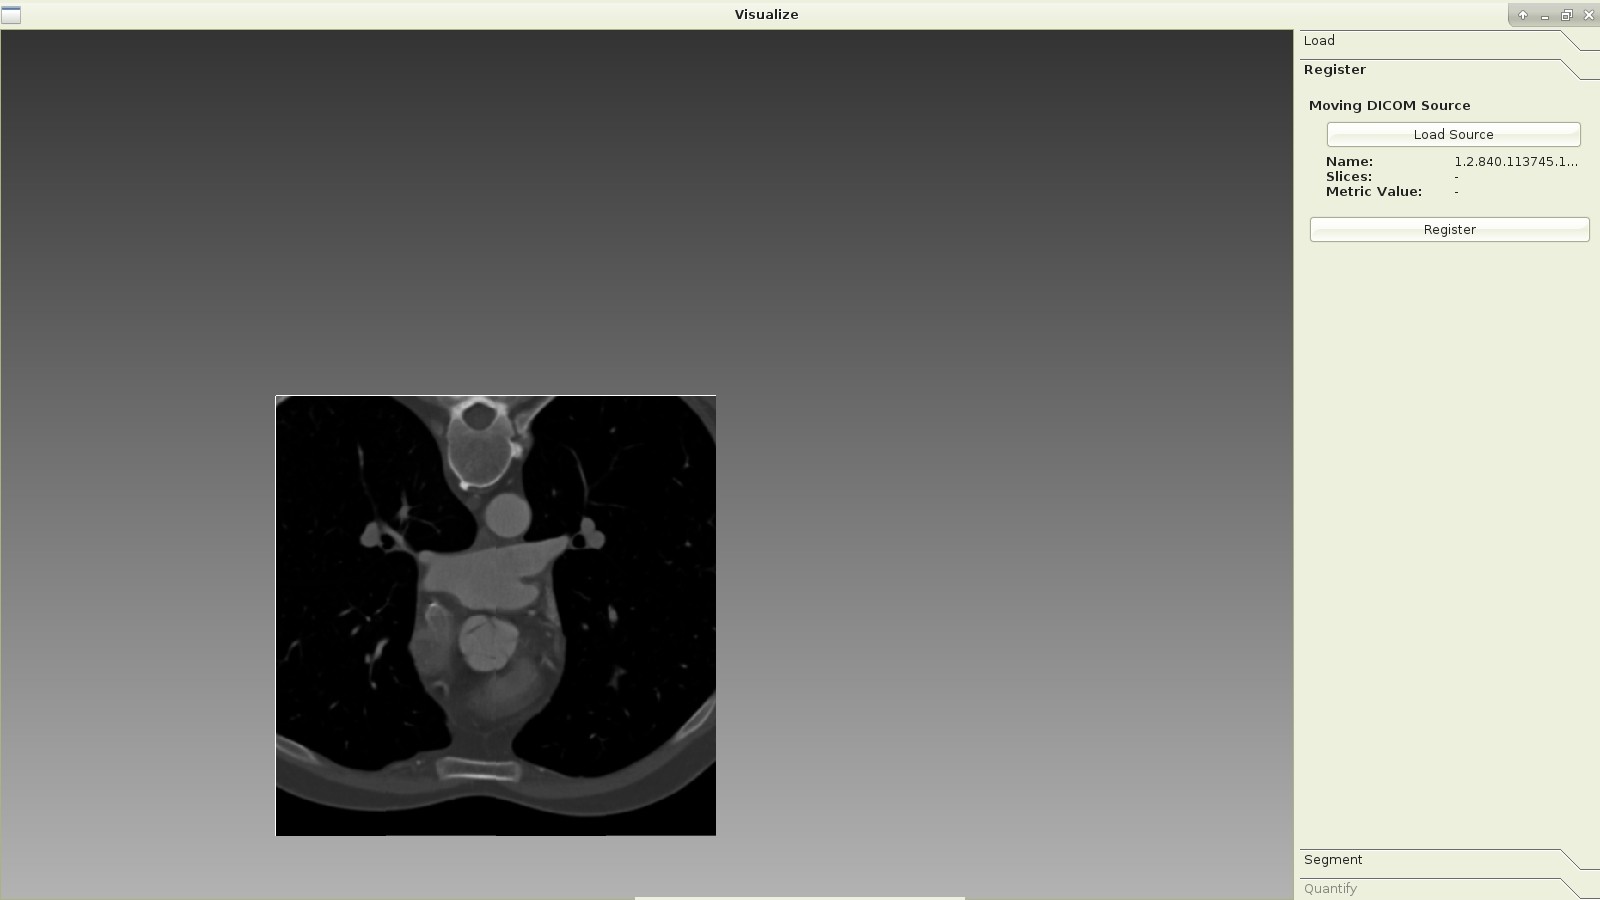 Visualize
Load
Register
Moving DICOM Source
Load Source
Name: 1.2.840.113745.1...
Slices: -
Metric Value: -
Register
Segment
Quantify